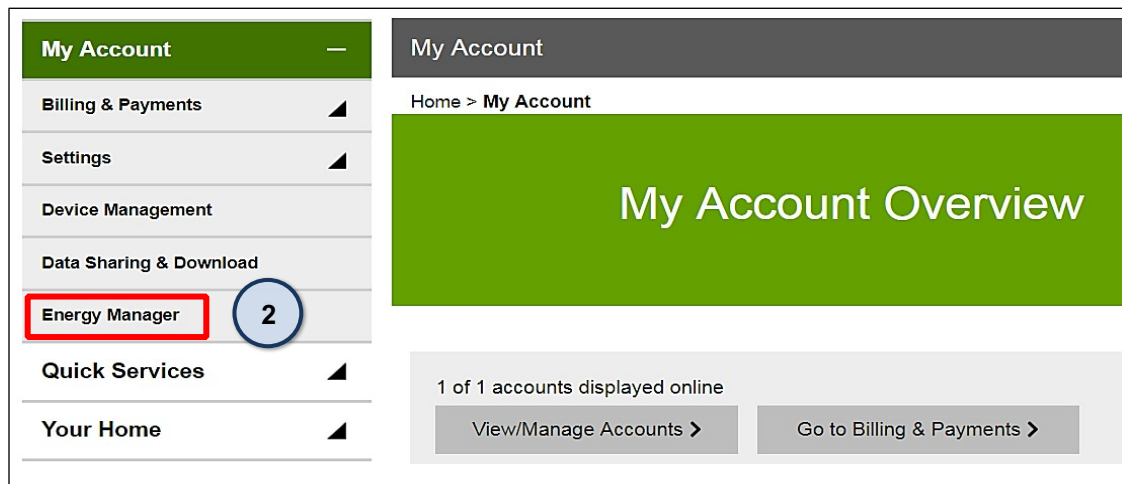 My Account —
Billing & Payments
Settings
Device Management
Data Sharing & Download
Energy Manager
2
Quick Services
Your Home
My Account
Home > My Account
My Account Overview
1 of 1 accounts displayed online
View/Manage Accounts >
Go to Billing & Payments >